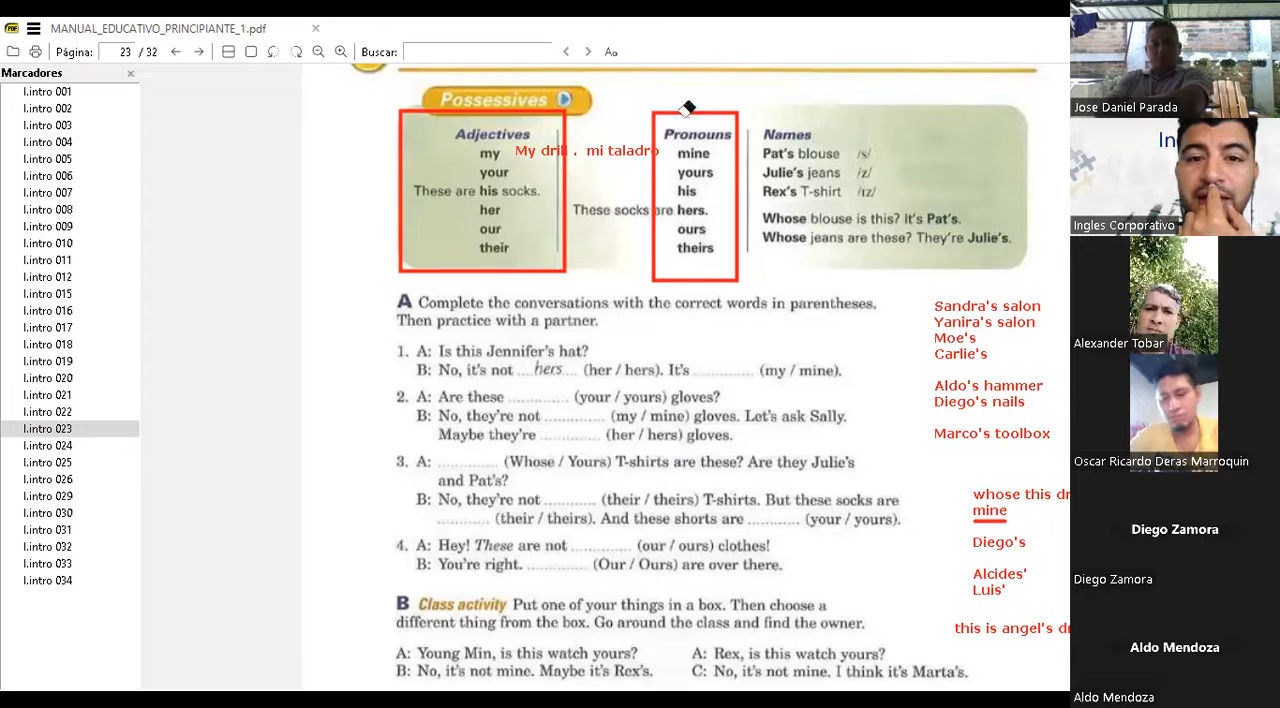 MANUAL_EDUCATIVO_PRINCIPIANTE_1.pdf
Página: 23 / 32 Buscar: Aa
Marcadores
I.intro 001
I.intro 002
I.intro 003
I.intro 004
I.intro 005
I.intro 006
I.intro 007
I.intro 008
I.intro 009
I.intro 010
I.intro 011
I.intro 012
I.intro 015
I.intro 016
I.intro 017
I.intro 018
I.intro 019
I.intro 020
I.intro 021
I.intro 022
I.intro 023
I.intro 024
I.intro 025
I.intro 026
I.intro 029
I.intro 030
I.intro 031
I.intro 032
I.intro 033
I.intro 034
Possessives
Adjectives
my
your
These are his socks.
her
our
their
My drill . mi taladro
Pronouns
mine
yours
his
These socks are hers.
ours
theirs
Names
Pat's blouse /s/
Julie's jeans /z/
Rex's T-shirt /ɪz/
Whose blouse is this? It's Pat's.
Whose jeans are these? They're Julie's.
A Complete the conversations with the correct words in parentheses.
Then practice with a partner.
1. A: Is this Jennifer's hat?
B: No, it's not hers (her / hers). It's ............ (my / mine).
2. A: Are these ............ (your / yours) gloves?
B: No, they're not ............ (my / mine) gloves. Let's ask Sally.
Maybe they're ............ (her / hers) gloves.
3. A: ............ (Whose / Yours) T-shirts are these? Are they Julie's
and Pat's?
B: No, they're not ............ (their / theirs) T-shirts. But these socks are
............ (their / theirs). And these shorts are ............ (your / yours).
4. A: Hey! These are not ............ (our / ours) clothes!
B: You're right. ............ (Our / Ours) are over there.
B Class activity Put one of your things in a box. Then choose a
different thing from the box. Go around the class and find the owner.
A: Young Min, is this watch yours?
B: No, it's not mine. Maybe it's Rex's.
A: Rex, is this watch yours?
C: No, it's not mine. I think it's Marta's.
Sandra's salon
Yanira's salon
Moe's
Carlie's
Aldo's hammer
Diego's nails
Marco's toolbox
whose this dr
mine
Diego's
Alcides'
Luis'
this is angel's d
Jose Daniel Parada
In
Ingles Corporativo
Alexander Tobar
Oscar Ricardo Deras Marroquin
Diego Zamora
Diego Zamora
Aldo Mendoza
Aldo Mendoza